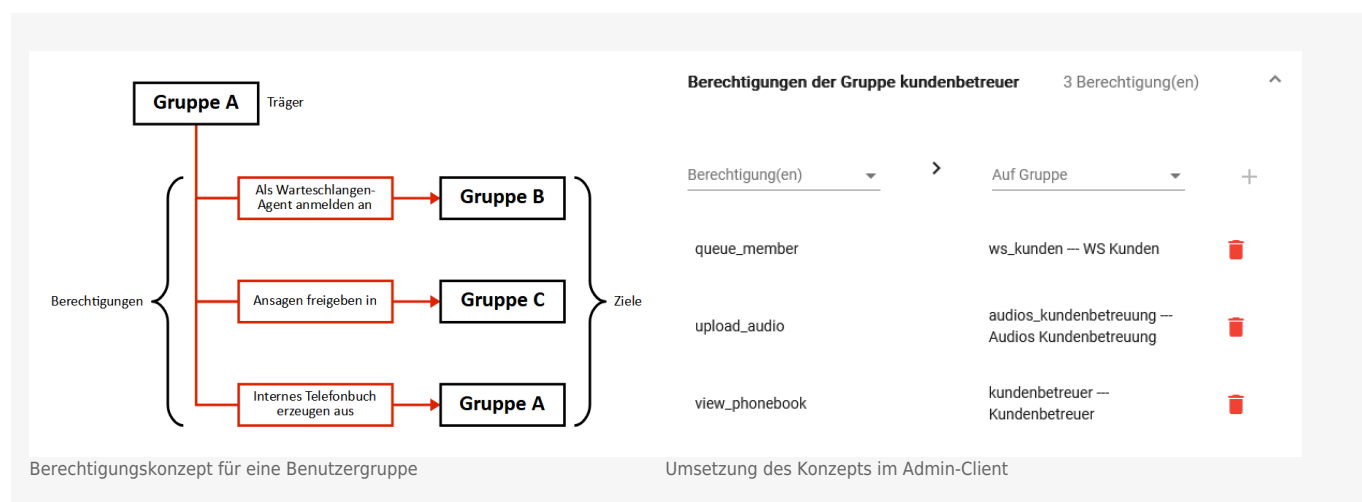 Gruppe A
Träger
Als Warteschlangen-
Agent anmelden an
Gruppe B
Berechtigungen
Ansagen freigeben in
Gruppe C
Ziele
Internes Telefonbuch
erzeugen aus
Gruppe A
Berechtigungskonzept für eine Benutzergruppe
Berechtigungen der Gruppe kundenbetreuer
3 Berechtigung(en)
Berechtigung(en)
Auf Gruppe
queue_member
ws_kunden --- WS Kunden
upload_audio
audios_kundenbetreuung ---
Audios Kundenbetreuung
view_phonebook
kundenbetreuer ---
Kundenbetreuer
Umsetzung des Konzepts im Admin-Client